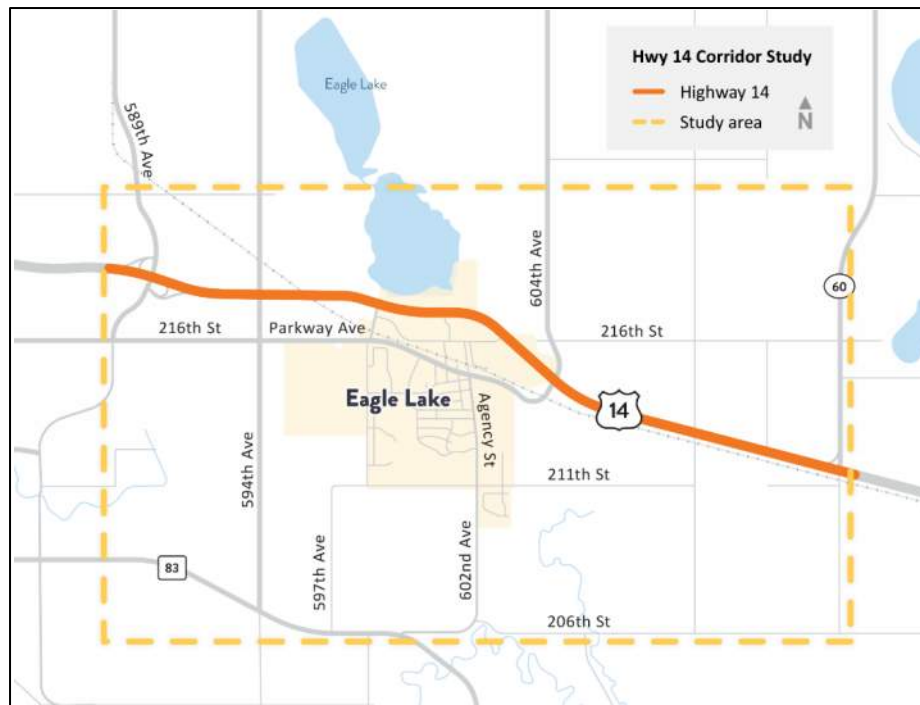 Hwy 14 Corridor Study
Highway 14
Study area
N
Eagle Lake
589th Ave
604th Ave
60
216th St
Parkway Ave
216th St
Eagle Lake
Agency St
14
594th Ave
211th St
83
597th Ave
602nd Ave
206th St